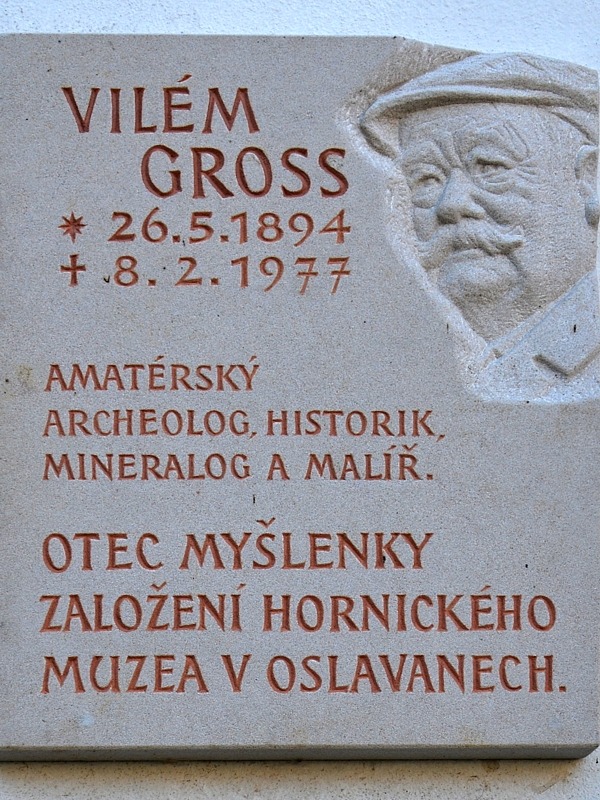 VILÉM
GROSS
* 26.5.1894
† 8. 2. 1977
AMATÉRSKÝ
ARCHEOLOG, HISTORIK,
MINERALOG A MALÍŘ.
OTEC MYŠLENKY
ZALOŽENÍ HORNICKÉHO
MUZEA V OSLAVANECH.